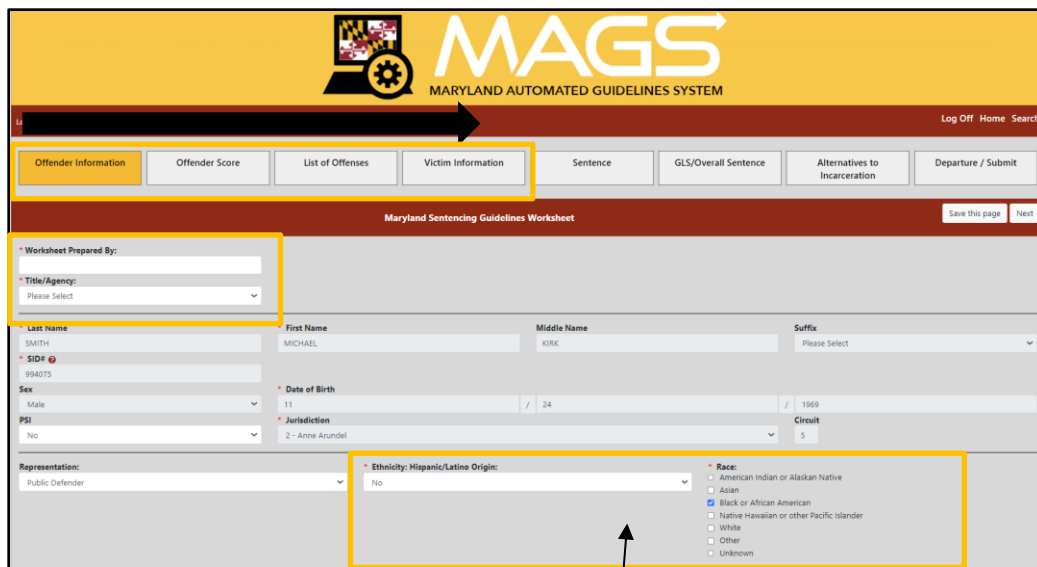 MAGS
MARYLAND AUTOMATED GUIDELINES SYSTEM
Log Off Home Search
Offender Information Offender Score List of Offenses Victim Information Sentence GLS/Overall Sentence Alternatives to Incarceration Departure / Submit
Maryland Sentencing Guidelines Worksheet Save this page Next
* Worksheet Prepared By:
* Title/Agency:
Please Select
* Last Name * First Name Middle Name Suffix
SMITH MICHAEL KIRK Please Select
* SID# ?
994075
Sex * Date of Birth
Male 11 / 24 / 1969
PSI * Jurisdiction Circuit
No 2 - Anne Arundel 5
Representation: * Ethnicity: Hispanic/Latino Origin: * Race:
Public Defender No American Indian or Alaskan Native
Asian
Black or African American
Native Hawaiian or other Pacific Islander
White
Other
Unknown